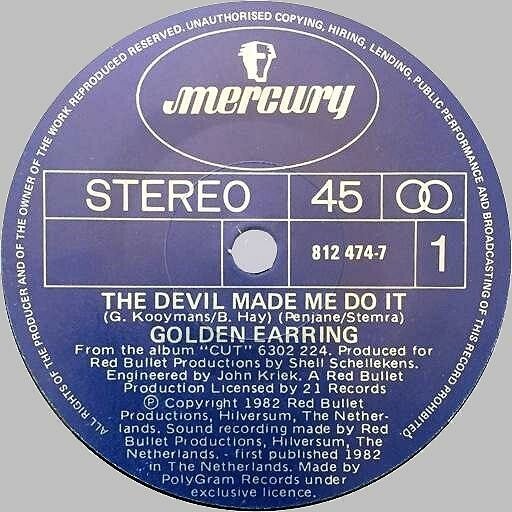 ALL RIGHTS OF THE PRODUCER AND OF THE OWNER OF THE WORK REPRODUCED RESERVED. UNAUTHORISED COPYING, HIRING, LENDING, PUBLIC PERFORMANCE AND BROADCASTING OF THIS RECORD PROHIBITED.
mercury
STEREO 45
812 474-7 1
THE DEVIL MADE ME DO IT
(G. Kooymans/B. Hay) (Penjane/Stemra)
GOLDEN EARRING
From the album "CUT" 6302 224. Produced for
Red Bullet Productions by Shell Schellekens.
Engineered by John Kriek. A Red Bullet
Production Licensed by 21 Records
Ⓟ Copyright 1982 Red Bullet
Productions, Hilversum, The Nether-
lands. Sound recording made by Red
Bullet Productions, Hilversum, The
Netherlands. - first published 1982
in The Netherlands. Made by
PolyGram Records under
exclusive licence.